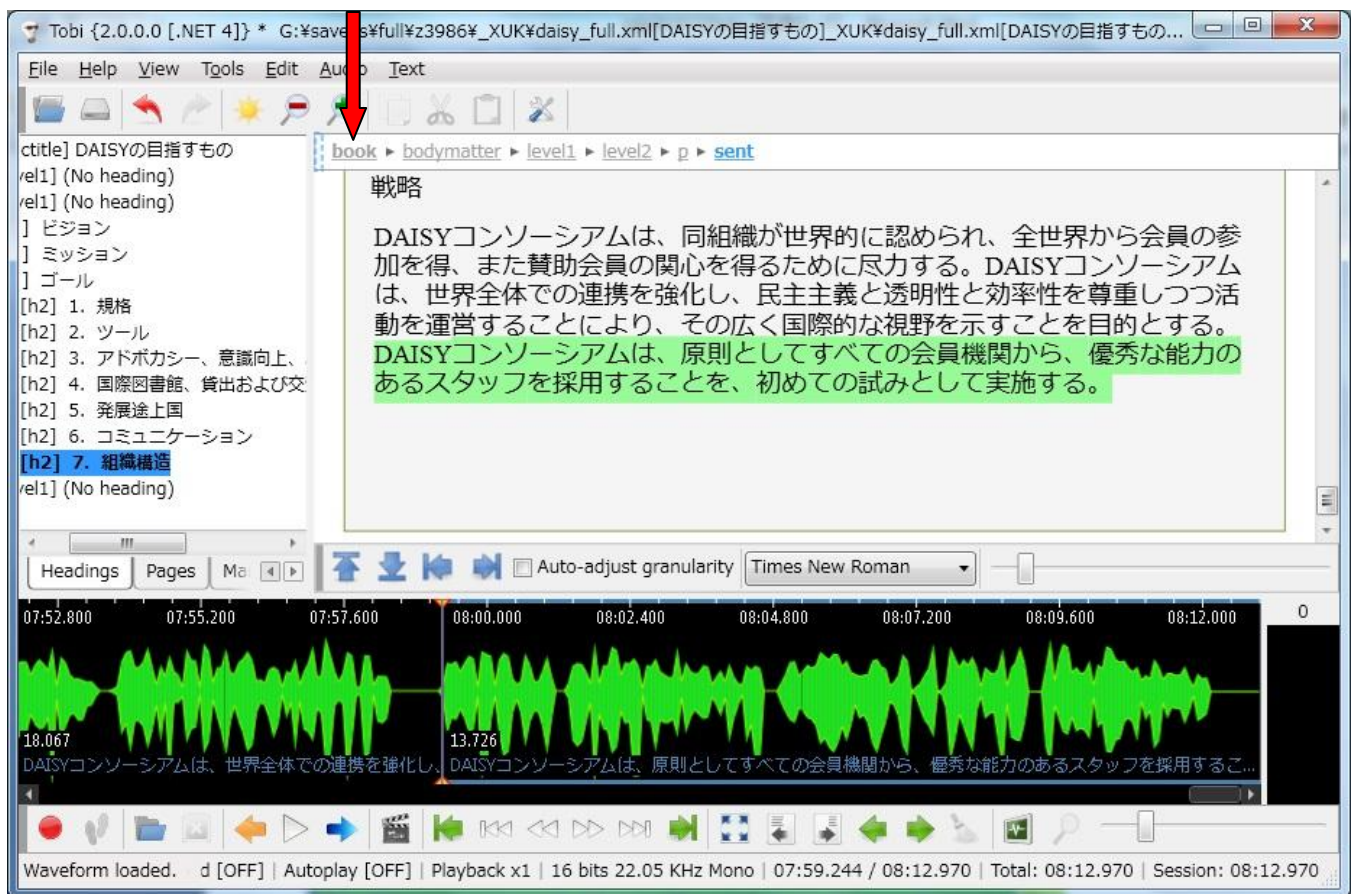 Tobi {2.0.0.0 [.NET 4]} * G:¥save s¥full¥z3986¥_XUK¥daisy_full.xml[DAISYの目指すもの]_XUK¥daisy_full.xml[DAISYの目指すもの...
File Help View Tools Edit Audio Text
book ▸ bodymatter ▸ level1 ▸ level2 ▸ p ▸ sent
ctitle] DAISYの目指すもの
vel1] (No heading)
vel1] (No heading)
] ビジョン
] ミッション
] ゴール
[h2] 1. 規格
[h2] 2. ツール
[h2] 3. アドボカシー、意識向上、
[h2] 4. 国際図書館、貸出および交
[h2] 5. 発展途上国
[h2] 6. コミュニケーション
[h2] 7. 組織構造
vel1] (No heading)
Headings Pages Ma
戦略
DAISYコンソーシアムは、同組織が世界的に認められ、全世界から会員の参
加を得、また賛助会員の関心を得るために尽力する。DAISYコンソーシアム
は、世界全体での連携を強化し、民主主義と透明性と効率性を尊重しつつ活
動を運営することにより、その広く国際的な視野を示すことを目的とする。
DAISYコンソーシアムは、原則としてすべての会員機関から、優秀な能力の
あるスタッフを採用することを、初めての試みとして実施する。
Auto-adjust granularity Times New Roman
07:52.800 07:55.200 07:57.600 08:00.000 08:02.400 08:04.800 08:07.200 08:09.600 08:12.000 0
18.067 13.726
DAISYコンソーシアムは、世界全体での連携を強化し、 DAISYコンソーシアムは、原則としてすべての会員機関から、優秀な能力のあるスタッフを採用するこ...
Waveform loaded. d [OFF] | Autoplay [OFF] | Playback x1 | 16 bits 22.05 KHz Mono | 07:59.244 / 08:12.970 | Total: 08:12.970 | Session: 08:12.970